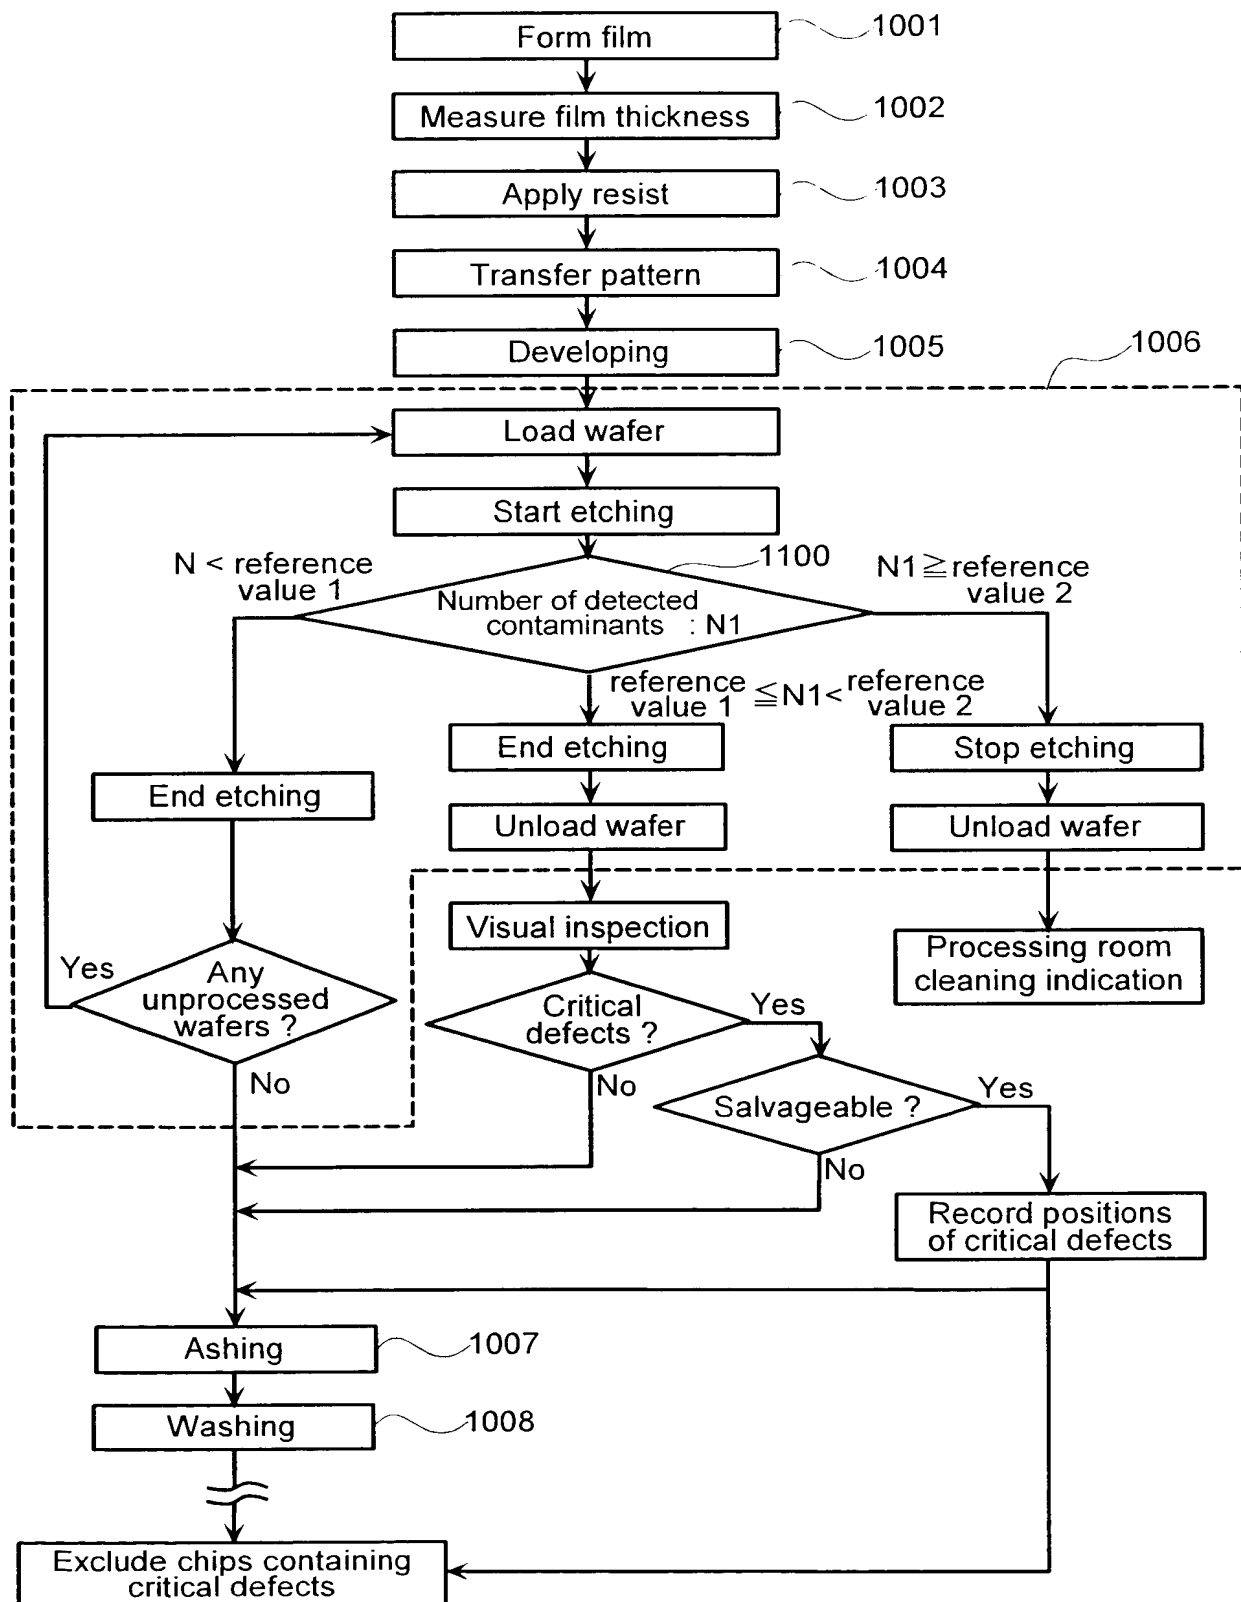 Form film
1001
Measure film thickness
1002
Apply resist
1003
Transfer pattern
1004
Developing
1005
1006
Load wafer
Start etching
1100
N < reference
value 1
N1≧reference
value 2
Number of detected
contaminants : N1
reference
value 1 ≦N1< reference
value 2
End etching
End etching
Stop etching
Unload wafer
Unload wafer
Visual inspection
Processing room
cleaning indication
Yes
Any
unprocessed
wafers ?
No
Critical
defects ?
Yes
No
Salvageable ?
Yes
No
Record positions
of critical defects
Ashing
1007
Washing
1008
Exclude chips containing
critical defects